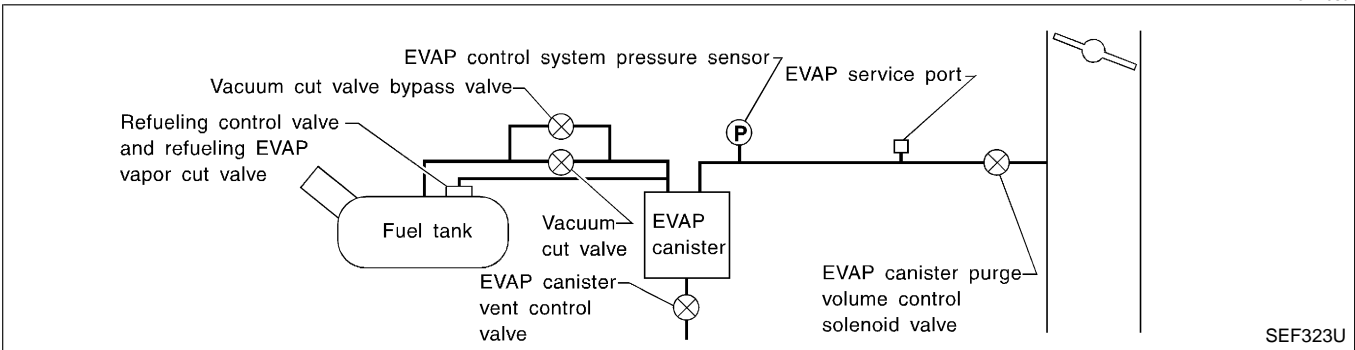 EVAP control system pressure sensor
EVAP service port
Vacuum cut valve bypass valve
Refueling control valve
and refueling EVAP
vapor cut valve
P
Fuel tank
Vacuum
cut valve
EVAP
canister
EVAP canister
vent control
valve
EVAP canister purge
volume control
solenoid valve
SEF323U